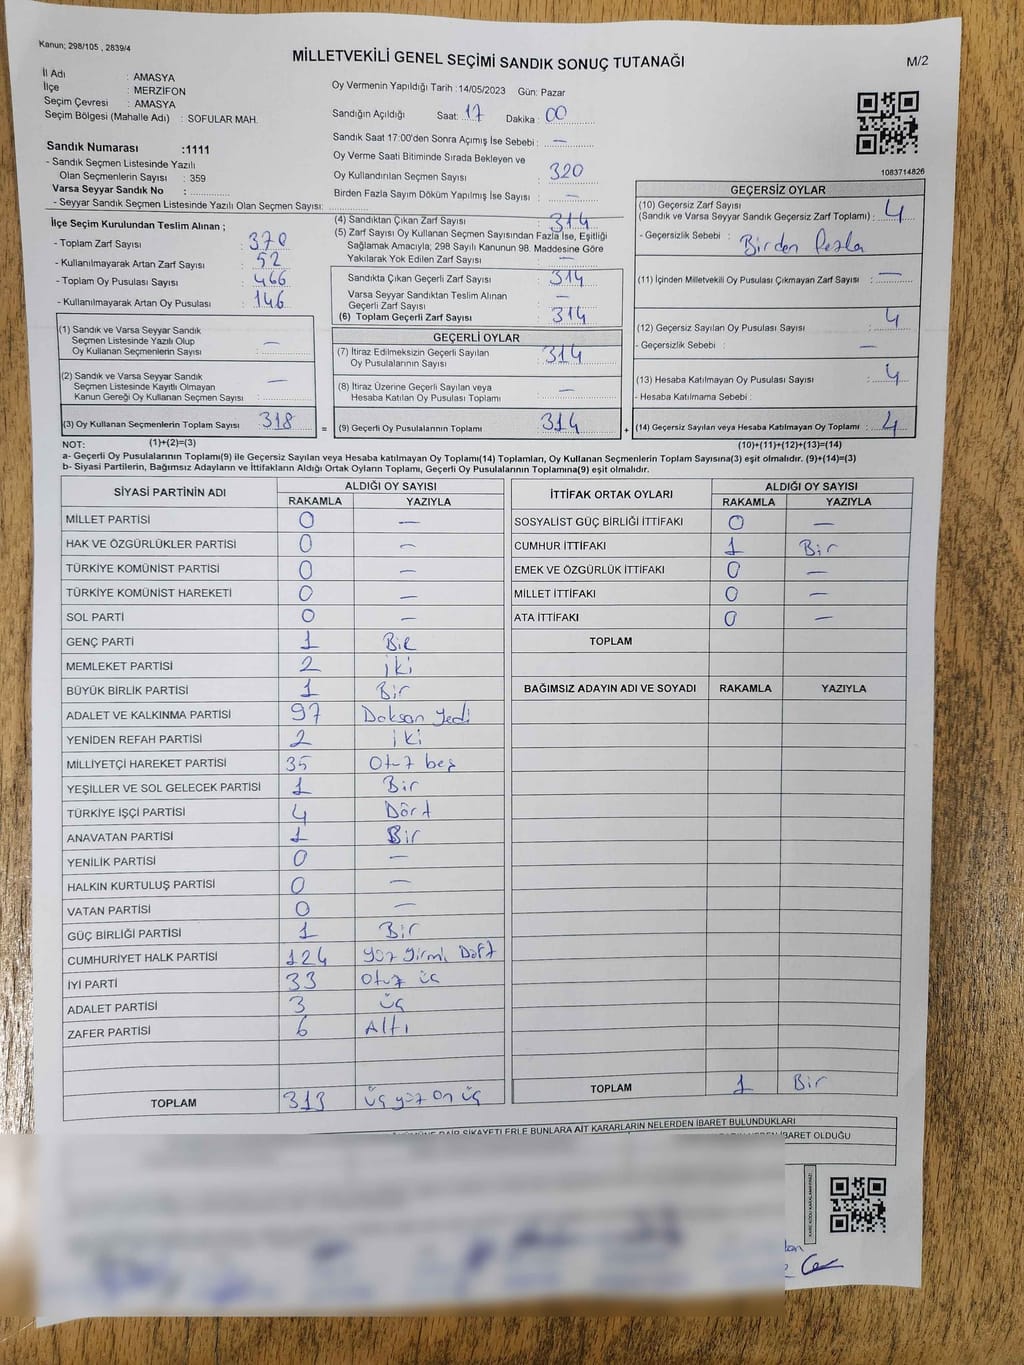 Kanun; 298/105 , 2839/4
MİLLETVEKİLİ GENEL SEÇİMİ SANDIK SONUÇ TUTANAĞI
M/2
İl Adı : AMASYA
İlçe : MERZİFON
Seçim Çevresi : AMASYA
Seçim Bölgesi (Mahalle Adı) : SOFULAR MAH.
Oy Vermenin Yapıldığı Tarih :14/05/2023 Gün: Pazar
Sandığın Açıldığı Saat: 17 Dakika : 00
Sandık Saat 17:00'den Sonra Açımış İse Sebebi : —
Oy Verme Saati Bitiminde Sırada Bekleyen ve
Oy Kullandırılan Seçmen Sayısı : 320
Birden Fazla Sayım Döküm Yapılmış İse Sayısı : —
1083714826
Sandık Numarası :1111
- Sandık Seçmen Listesinde Yazılı
Olan Seçmenlerin Sayısı : 359
Varsa Seyyar Sandık No :
- Seyyar Sandık Seçmen Listesinde Yazılı Olan Seçmen Sayısı:
İlçe Seçim Kurulundan Teslim Alınan ;
- Toplam Zarf Sayısı : 370
- Kullanılmayarak Artan Zarf Sayısı : 52
- Toplam Oy Pusulası Sayısı : 466
- Kullanılmayarak Artan Oy Pusulası : 146
(4) Sandıktan Çıkan Zarf Sayısı : 314
(5) Zarf Sayısı Oy Kullanan Seçmen Sayısından Fazla İse, Eşitliği
Sağlamak Amacıyla; 298 Sayılı Kanunun 98. Maddesine Göre
Yakılarak Yok Edilen Zarf Sayısı : —
Sandıkta Çıkan Geçerli Zarf Sayısı : 314
Varsa Seyyar Sandıktan Teslim Alınan
Geçerli Zarf Sayısı : —
(6) Toplam Geçerli Zarf Sayısı : 314
GEÇERSİZ OYLAR
(10) Geçersiz Zarf Sayısı
(Sandık ve Varsa Seyyar Sandık Geçersiz Zarf Toplamı) : 4
- Geçersizlik Sebebi : Birden Fazla
(11) İçinden Milletvekili Oy Pusulası Çıkmayan Zarf Sayısı : —
(12) Geçersiz Sayılan Oy Pusulası Sayısı : 4
- Geçersizlik Sebebi : —
(13) Hesaba Katılmayan Oy Pusulası Sayısı : 4
- Hesaba Katılmama Sebebi :
(14) Geçersiz Sayılan veya Hesaba Katılmayan Oy Toplamı : 4
(1) Sandık ve Varsa Seyyar Sandık
Seçmen Listesinde Yazılı Olup
Oy Kullanan Seçmenlerin Sayısı : —
(2) Sandık ve Varsa Seyyar Sandık
Seçmen Listesinde Kayıtlı Olmayan
Kanun Gereği Oy Kullanan Seçmen Sayısı : —
(3) Oy Kullanan Seçmenlerin Toplam Sayısı : 318
GEÇERLİ OYLAR
(7) İtiraz Edilmeksizin Geçerli Sayılan
Oy Pusulalarının Sayısı : 314
(8) İtiraz Üzerine Geçerli Sayılan veya
Hesaba Katılan Oy Pusulası Toplamı : —
= (9) Geçerli Oy Pusulalarının Toplamı : 314 +
NOT: (1)+(2)=(3)
(10)+(11)+(12)+(13)=(14)
a- Geçerli Oy Pusulalarının Toplamı(9) ile Geçersiz Sayılan veya Hesaba katılmayan Oy Toplamı(14) Toplamları, Oy Kullanan Seçmenlerin Toplam Sayısına(3) eşit olmalıdır. (9)+(14)=(3)
b- Siyasi Partilerin, Bağımsız Adayların ve İttifakların Aldığı Ortak Oyların Toplamı, Geçerli Oy Pusulalarının Toplamına(9) eşit olmalıdır.
SİYASİ PARTİNİN ADI ALDIĞI OY SAYISI
RAKAMLA YAZIYLA
MİLLET PARTİSİ 0 —
HAK VE ÖZGÜRLÜKLER PARTİSİ 0 —
TÜRKİYE KOMÜNİST PARTİSİ 0 —
TÜRKİYE KOMÜNİST HAREKETİ 0 —
SOL PARTİ 0 —
GENÇ PARTİ 1 Bir
MEMLEKET PARTİSİ 2 iki
BÜYÜK BİRLİK PARTİSİ 1 Bir
ADALET VE KALKINMA PARTİSİ 97 Doksan Yedi
YENİDEN REFAH PARTİSİ 2 iki
MİLLİYETÇİ HAREKET PARTİSİ 35 Otuz beş
YEŞİLLER VE SOL GELECEK PARTİSİ 1 Bir
TÜRKİYE İŞÇİ PARTİSİ 4 Dört
ANAVATAN PARTİSİ 1 Bir
YENİLİK PARTİSİ 0 —
HALKIN KURTULUŞ PARTİSİ 0 —
VATAN PARTİSİ 0 —
GÜÇ BİRLİĞİ PARTİSİ 1 Bir
CUMHURİYET HALK PARTİSİ 124 Yüz Yirmi Dört
İYİ PARTİ 33 Otuz üç
ADALET PARTİSİ 3 üç
ZAFER PARTİSİ 6 Altı
TOPLAM 313 üç yüz On üç
İTTİFAK ORTAK OYLARI ALDIĞI OY SAYISI
RAKAMLA YAZIYLA
SOSYALİST GÜÇ BİRLİĞİ İTTİFAKI 0 —
CUMHUR İTTİFAKI 1 Bir
EMEK VE ÖZGÜRLÜK İTTİFAKI 0 —
MİLLET İTTİFAKI 0 —
ATA İTTİFAKI 0 —
TOPLAM
BAĞIMSIZ ADAYIN ADI VE SOYADI RAKAMLA YAZIYLA
TOPLAM 1 Bir
DAİR ŞİKAYETLERLE BUNLARA AİT KARARLARIN NELERDEN İBARET BULUNDUKLARI
İBARET OLDUĞU